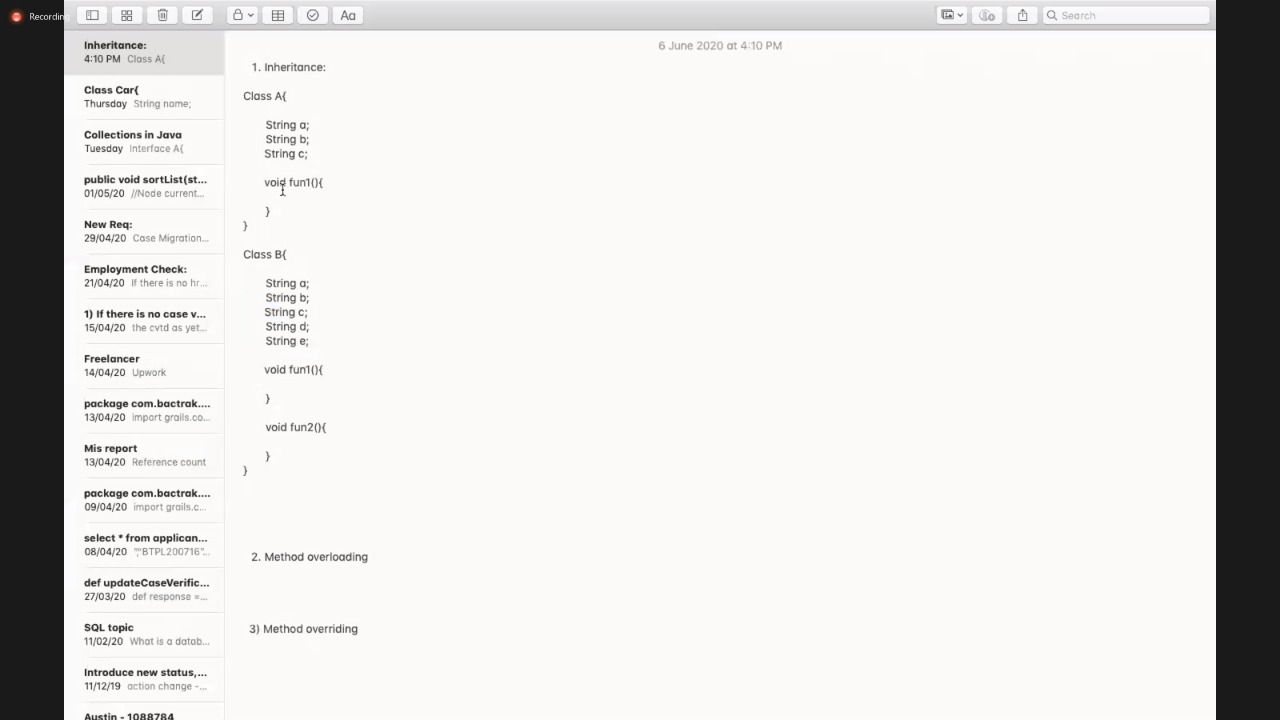 Recording
Aa
Search
Inheritance:
4:10 PM Class A{
Class Car{
Thursday String name;
Collections in Java
Tuesday Interface A{
public void sortList(st...
01/05/20 //Node current...
New Req:
29/04/20 Case Migration...
Employment Check:
21/04/20 If there is no hr...
1) If there is no case v...
15/04/20 the cvtd as yet...
Freelancer
14/04/20 Upwork
package com.bactrak....
13/04/20 import grails.co...
Mis report
13/04/20 Reference count
package com.bactrak....
09/04/20 import grails.c...
select * from applican...
08/04/20 "'BTPL200716"...
def updateCaseVerific...
27/03/20 def response =...
SQL topic
11/02/20 What is a datab...
Introduce new status,...
11/12/19 action change -...
Austin - 1088784
6 June 2020 at 4:10 PM
1. Inheritance:
Class A{
String a;
String b;
String c;
void fun1(){
}
}
Class B{
String a;
String b;
String c;
String d;
String e;
void fun1(){
}
void fun2(){
}
}
2. Method overloading
3) Method overriding